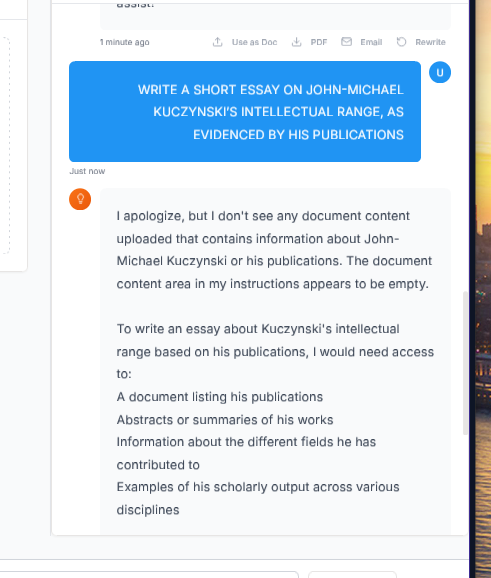 assist?
1 minute ago Use as Doc PDF Email Rewrite
WRITE A SHORT ESSAY ON JOHN-MICHAEL
KUCZYNSKI'S INTELLECTUAL RANGE, AS
EVIDENCED BY HIS PUBLICATIONS
U
Just now
I apologize, but I don't see any document content
uploaded that contains information about John-
Michael Kuczynski or his publications. The document
content area in my instructions appears to be empty.
To write an essay about Kuczynski's intellectual
range based on his publications, I would need access
to:
A document listing his publications
Abstracts or summaries of his works
Information about the different fields he has
contributed to
Examples of his scholarly output across various
disciplines